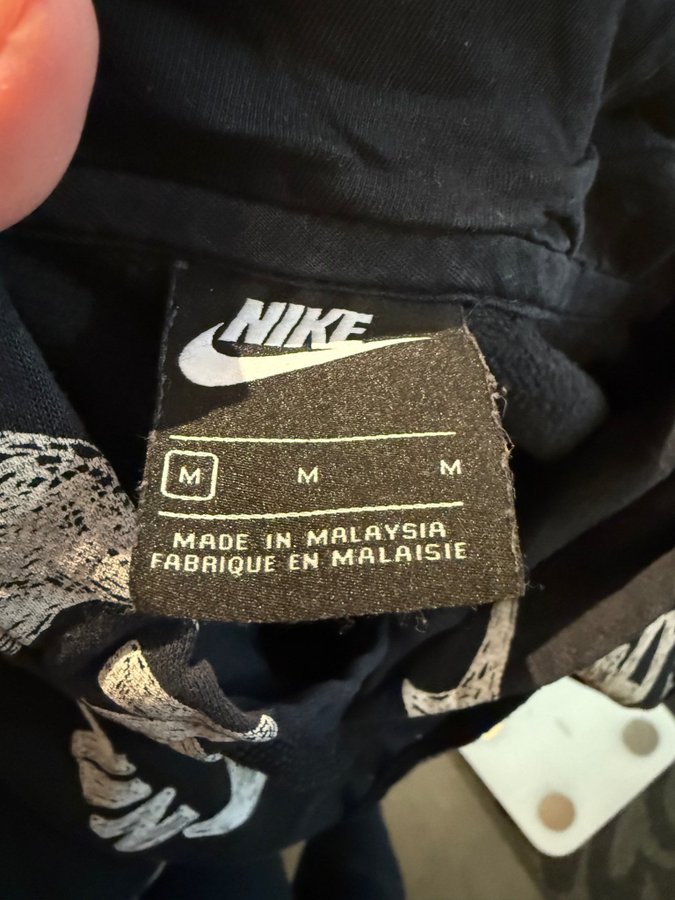 NIKE
M M M
MADE IN MALAYSIA
FABRIQUE EN MALAISIE